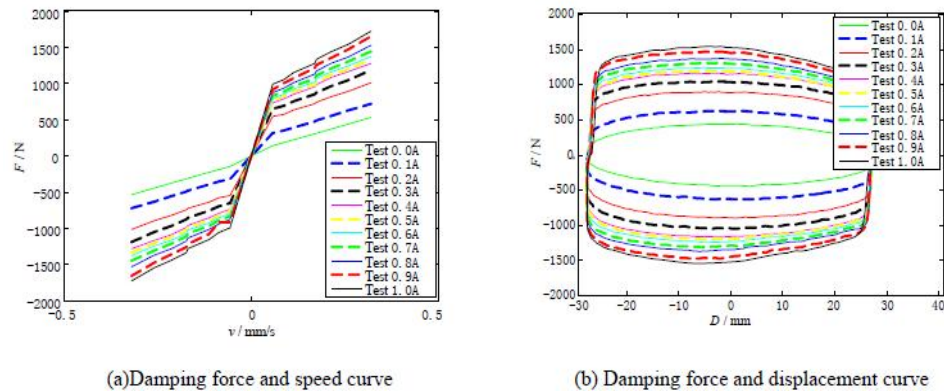 2000
1500
1000
500
0
−500
−1000
−1500
2000
F / N
−0.5
0
0.5
v / mm/s
Test 0.0A
Test 0.1A
Test 0.2A
Test 0.3A
Test 0.4A
Test 0.5A
Test 0.6A
Test 0.7A
Test 0.8A
Test 0.9A
Test 1.0A
(a)Damping force and speed curve
2000
1500
1000
500
0
−500
−1000
−1500
−2000
F / N
−30
−20
−10
0
10
20
30
40
D / mm
Test 0.0A
Test 0.1A
Test 0.2A
Test 0.3A
Test 0.4A
Test 0.5A
Test 0.6A
Test 0.7A
Test 0.8A
Test 0.9A
Test 1.0A
(b) Damping force and displacement curve